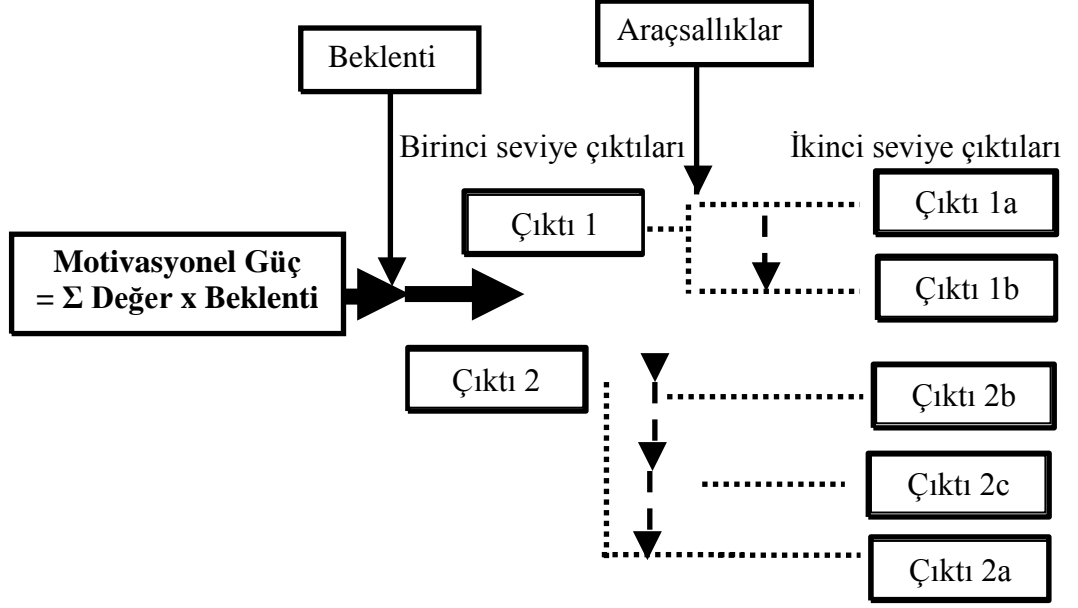 Beklenti
Araçsallıklar
Birinci seviye çıktıları
İkinci seviye çıktıları
Çıktı 1
Çıktı 1a
Motivasyonel Güç
= Σ Değer x Beklenti
Çıktı 1b
Çıktı 2
Çıktı 2b
Çıktı 2c
Çıktı 2a